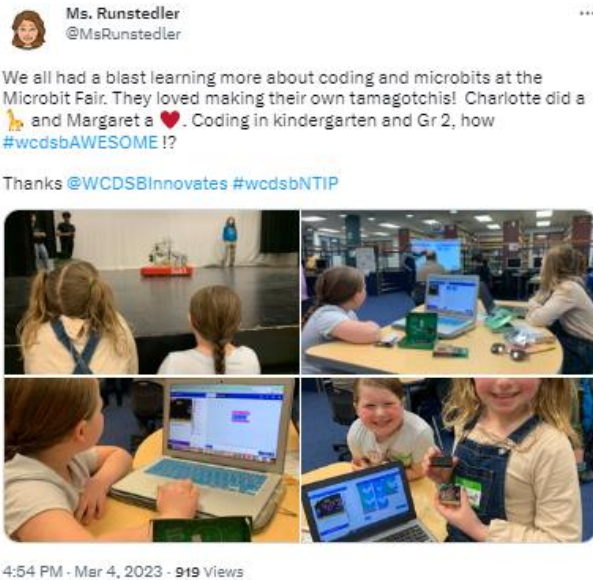 Ms. Runstedler
@MsRunstedler
We all had a blast learning more about coding and microbits at the
Microbit Fair. They loved making their own tamagotchis! Charlotte did a
🦒 and Margaret a ❤️. Coding in kindergarten and Gr 2, how
#wcdsbAWESOME !?
Thanks @WCDSBInnovates #wcdsbNTIP
4:54 PM · Mar 4, 2023 · 919 Views